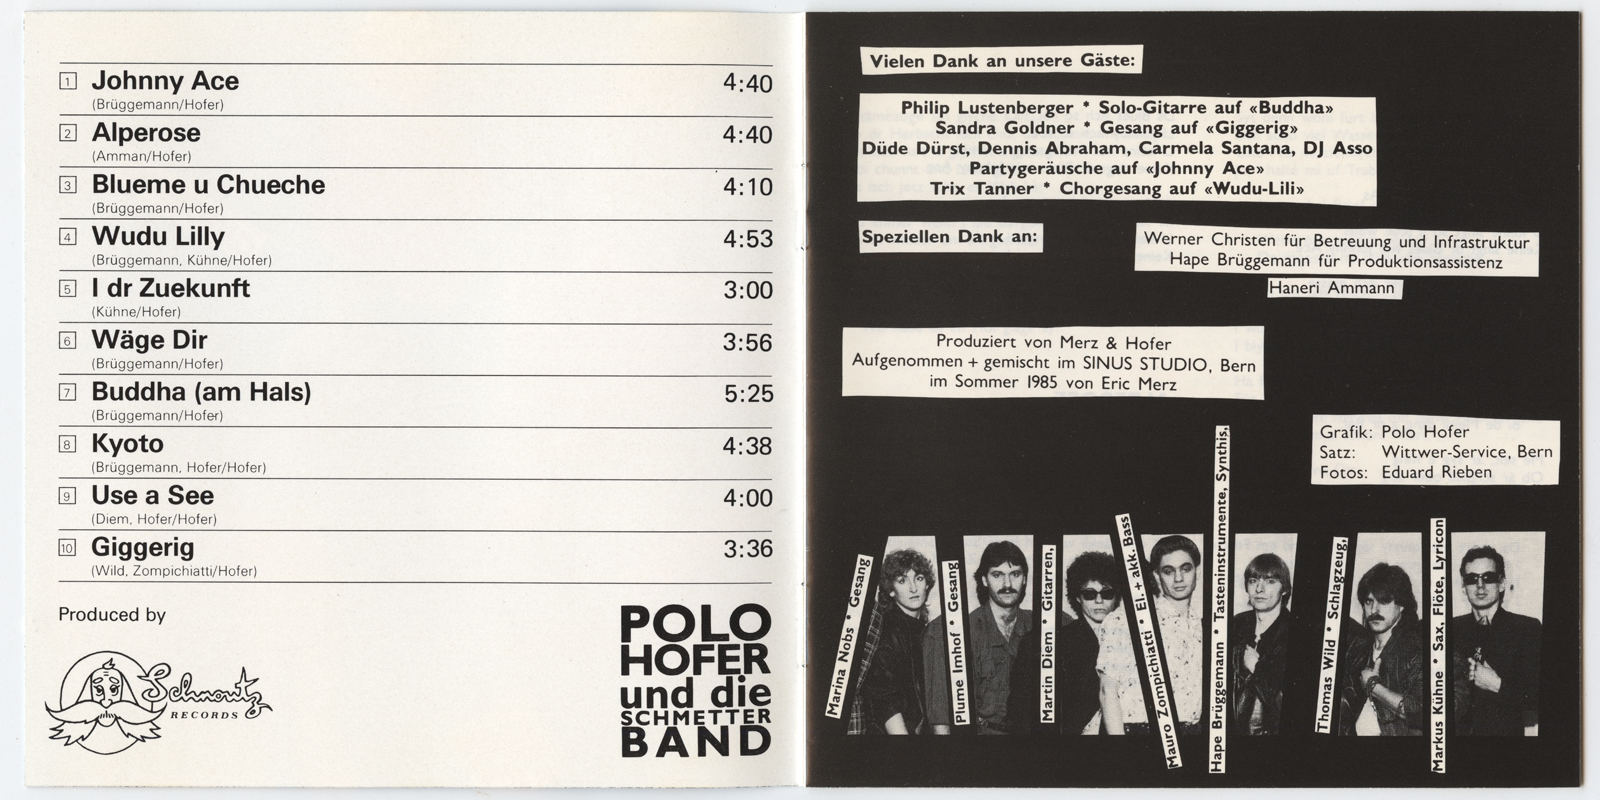 1 Johnny Ace 4:40
(Brüggemann/Hofer)
2 Alperose 4:40
(Amman/Hofer)
3 Blueme u Chueche 4:10
(Brüggemann/Hofer)
4 Wudu Lilly 4:53
(Brüggemann, Kühne/Hofer)
5 I dr Zuekunft 3:00
(Kühne/Hofer)
6 Wäge Dir 3:56
(Brüggemann/Hofer)
7 Buddha (am Hals) 5:25
(Brüggemann/Hofer)
8 Kyoto 4:38
(Brüggemann, Hofer/Hofer)
9 Use a See 4:00
(Diem, Hofer/Hofer)
10 Giggerig 3:36
(Wild, Zompichiatti/Hofer)
Produced by
Schnoutz
RECORDS
POLO
HOFER
und die
SCHMETTER
BAND
Vielen Dank an unsere Gäste:
Philip Lustenberger * Solo-Gitarre auf «Buddha»
Sandra Goldner * Gesang auf «Giggerig»
Düde Dürst, Dennis Abraham, Carmela Santana, DJ Asso
Partygeräusche auf «Johnny Ace»
Trix Tanner * Chorgesang auf «Wudu-Lili»
Speziellen Dank an:
Werner Christen für Betreuung und Infrastruktur
Hape Brüggemann für Produktionsassistenz
Haneri Ammann
Produziert von Merz & Hofer
Aufgenommen + gemischt im SINUS STUDIO, Bern
im Sommer 1985 von Eric Merz
Grafik: Polo Hofer
Satz: Wittwer-Service, Bern
Fotos: Eduard Rieben
Marina Nobs * Gesang
Plume Imhof * Gesang
Martin Diem * Gitarren,
Mauro Zompichiatti * El. + akk. Bass
Hape Brüggemann * Tasteninstrumente, Synthis,
Thomas Wild * Schlagzeug,
Markus Kühne * Sax, Flöte, Lyricon